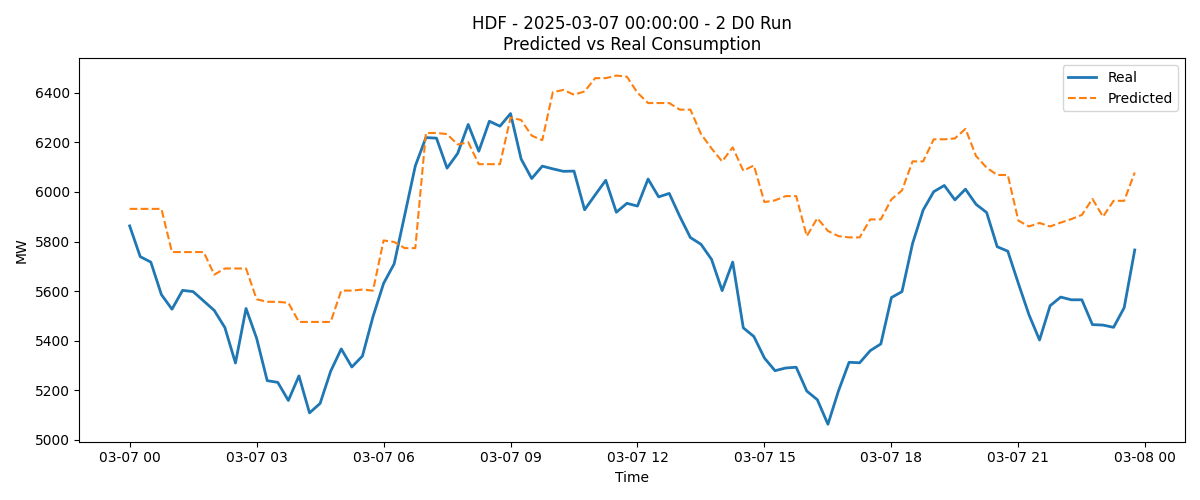 HDF - 2025-03-07 00:00:00 - 2 D0 Run
Predicted vs Real Consumption
Real
Predicted
MW
6400
6200
6000
5800
5600
5400
5200
5000
03-07 00
03-07 03
03-07 06
03-07 09
03-07 12
03-07 15
03-07 18
03-07 21
03-08 00
Time